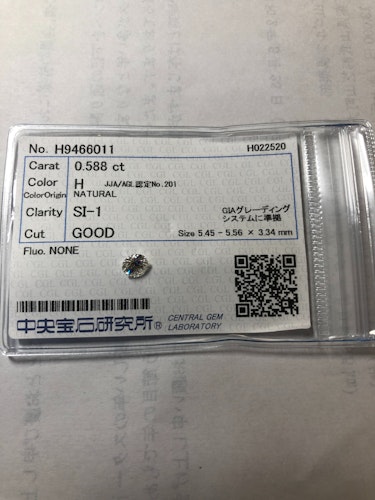 No. H9466011 H022520
Carat 0.588 ct
Color H JJA/AGL認定No.201
ColorOrigin NATURAL
Clarity SI-1 GIAグレーディング
システムに準拠
Cut GOOD Size 5.45 - 5.56 × 3.34 mm
Fluo. NONE
中央宝石研究所® CENTRAL GEM
LABORATORY